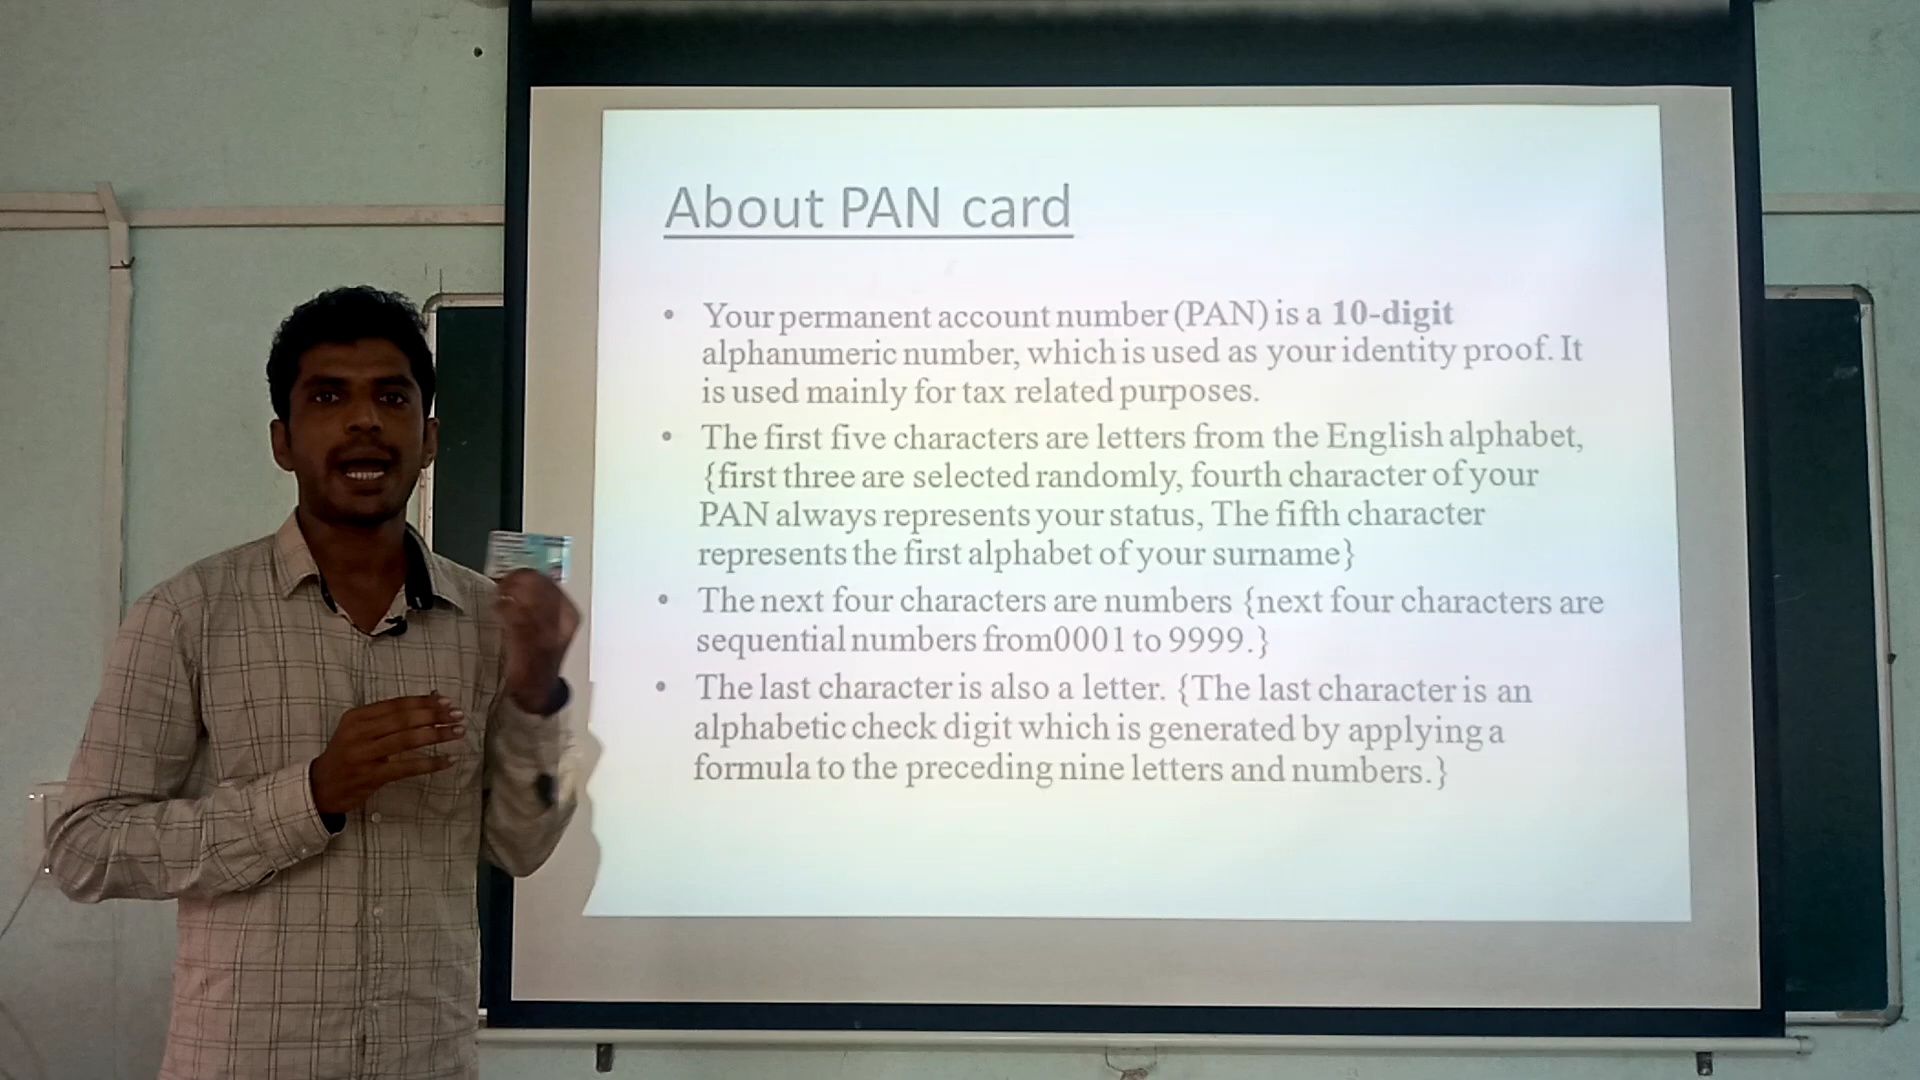 About PAN card
• Your permanent account number (PAN) is a 10-digit
alphanumeric number, which is used as your identity proof. It
is used mainly for tax related purposes.
• The first five characters are letters from the English alphabet,
{first three are selected randomly, fourth character of your
PAN always represents your status, The fifth character
represents the first alphabet of your surname}
• The next four characters are numbers {next four characters are
sequential numbers from0001 to 9999.}
• The last character is also a letter. {The last character is an
alphabetic check digit which is generated by applying a
formula to the preceding nine letters and numbers.}